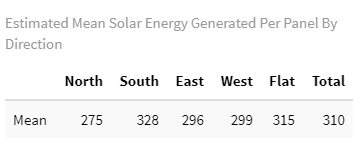 Estimated Mean Solar Energy Generated Per Panel By
Direction
North South East West Flat Total
Mean 275 328 296 299 315 310